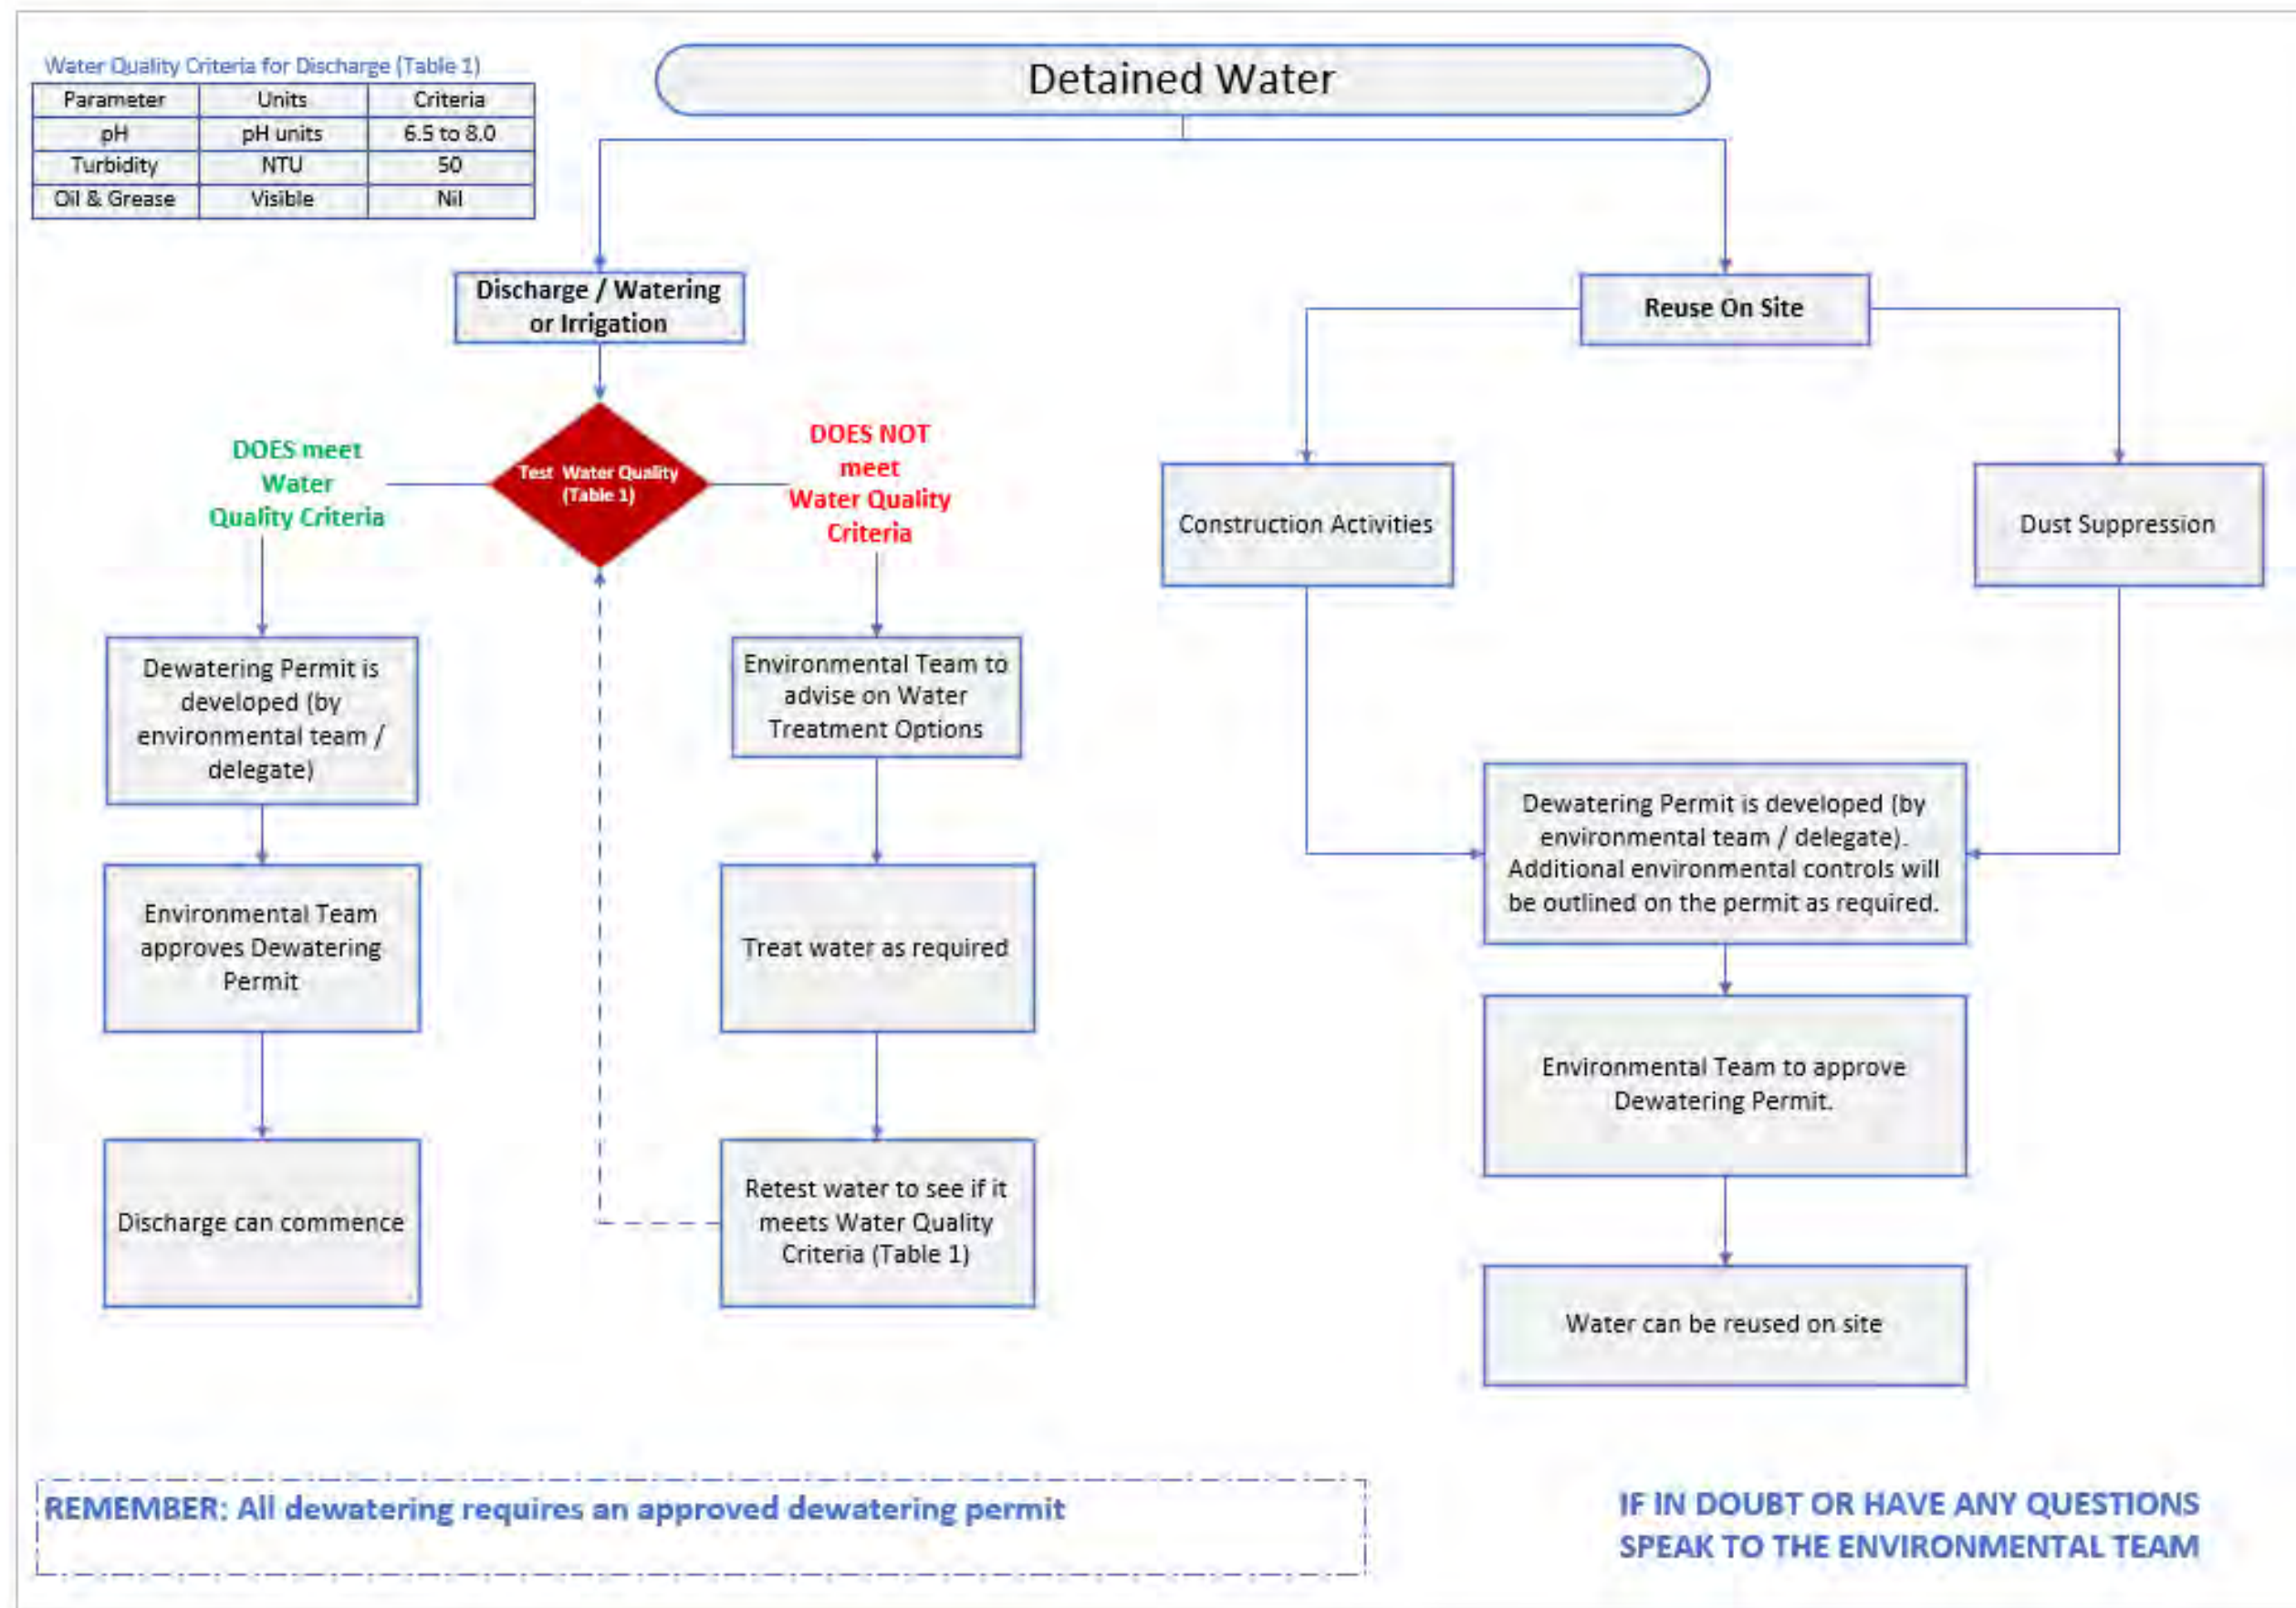 Water Quality Criteria for Discharge (Table 1)
Parameter Units Criteria
pH pH units 6.5 to 8.0
Turbidity NTU 50
Oil & Grease Visible Nil
Detained Water
Discharge / Watering
or Irrigation
Reuse On Site
DOES meet
Water
Quality Criteria
Test Water Quality
(Table 1)
DOES NOT
meet
Water Quality
Criteria
Construction Activities
Dust Suppression
Dewatering Permit is
developed (by
environmental team /
delegate)
Environmental Team to
advise on Water
Treatment Options
Dewatering Permit is developed (by
environmental team / delegate).
Additional environmental controls will
be outlined on the permit as required.
Environmental Team
approves Dewatering
Permit
Treat water as required
Environmental Team to approve
Dewatering Permit.
Discharge can commence
Retest water to see if it
meets Water Quality
Criteria (Table 1)
Water can be reused on site
REMEMBER: All dewatering requires an approved dewatering permit
IF IN DOUBT OR HAVE ANY QUESTIONS
SPEAK TO THE ENVIRONMENTAL TEAM